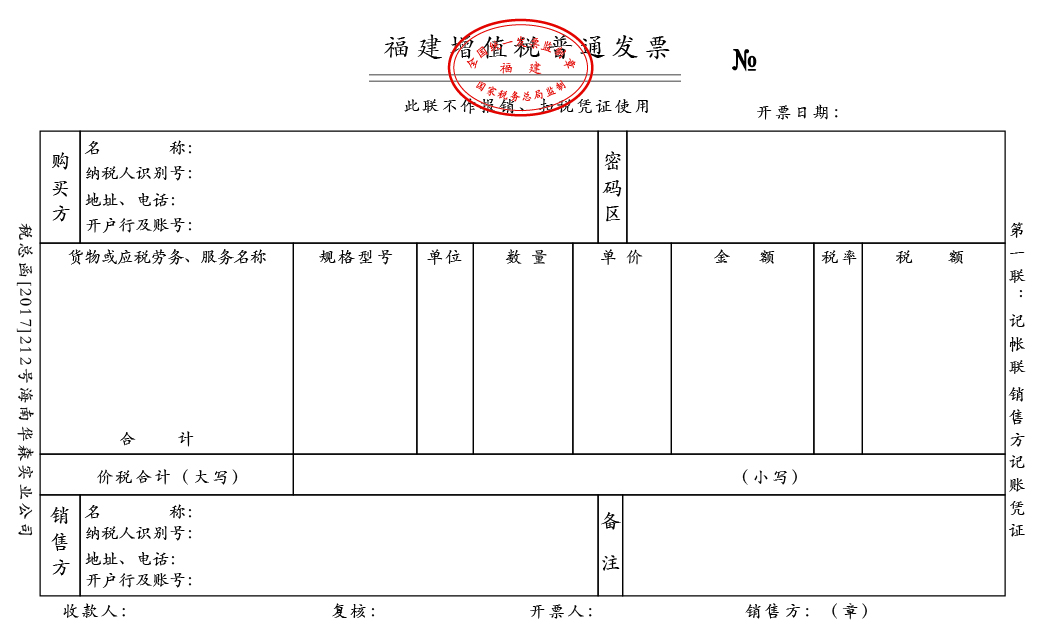 福建增值税普通发票
全国统一发票监制章
福建
国家税务总局监制
№
此联不作报销、扣税凭证使用
开票日期：
购买方
名 称：
纳税人识别号：
地址、电话：
开户行及账号：
密码区
货物或应税劳务、服务名称 规格型号 单位 数量 单价 金额 税率 税额
合 计
价税合计（大写） （小写）
销售方
名 称：
纳税人识别号：
地址、电话：
开户行及账号：
备注
收款人： 复核： 开票人： 销售方：（章）
税总函[2017]212号海南华森实业公司
第一联：记帐联 销售方记账凭证